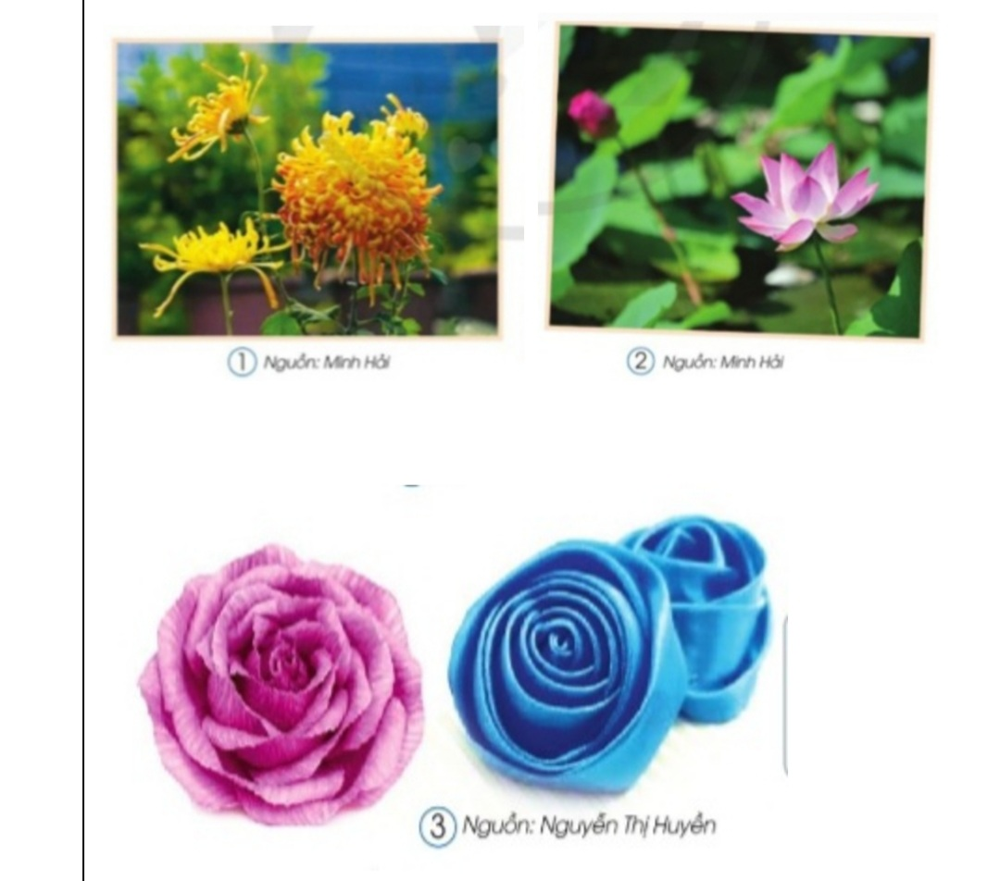 1 Nguồn: Minh Hải
2 Nguồn: Minh Hải
3 Nguồn: Nguyễn Thị Huyền